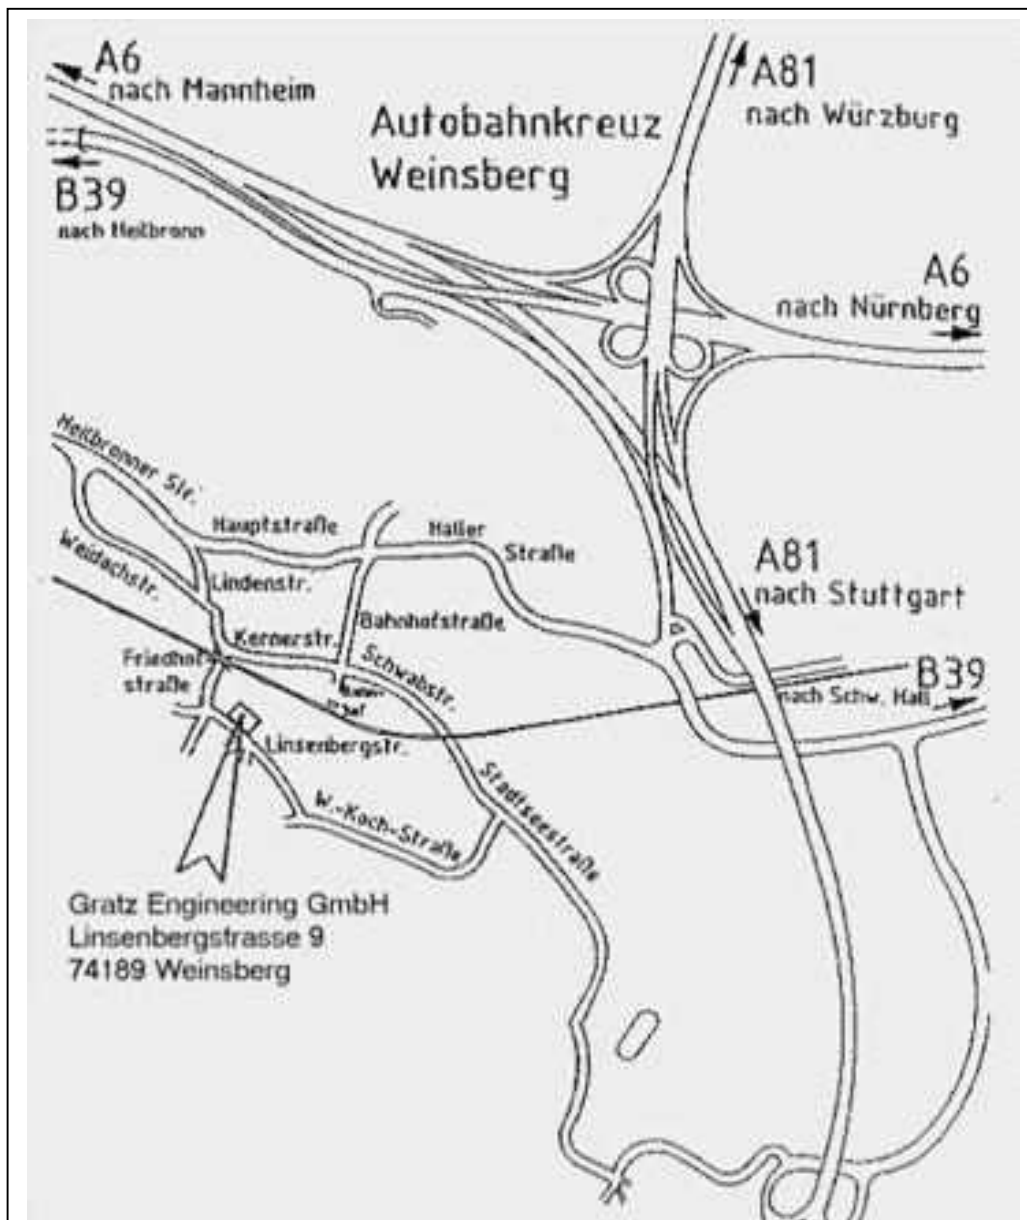 A6
nach Mannheim
A81
nach Würzburg
Autobahnkreuz
Weinsberg
B39
nach Heilbronn
A6
nach Nürnberg
Heilbronner Str.
Hauptstraße
Haller
Straße
Weidachstr.
Lindenstr.
A81
nach Stuttgart
Bahnhofstraße
Kernerstr.
Schwabstr.
Friedhof
straße
B39
nach Schw. Hall
Linsenbergstr.
Stadtseestraße
W.-Koch-Straße
Gratz Engineering GmbH
Linsenbergstrasse 9
74189 Weinsberg